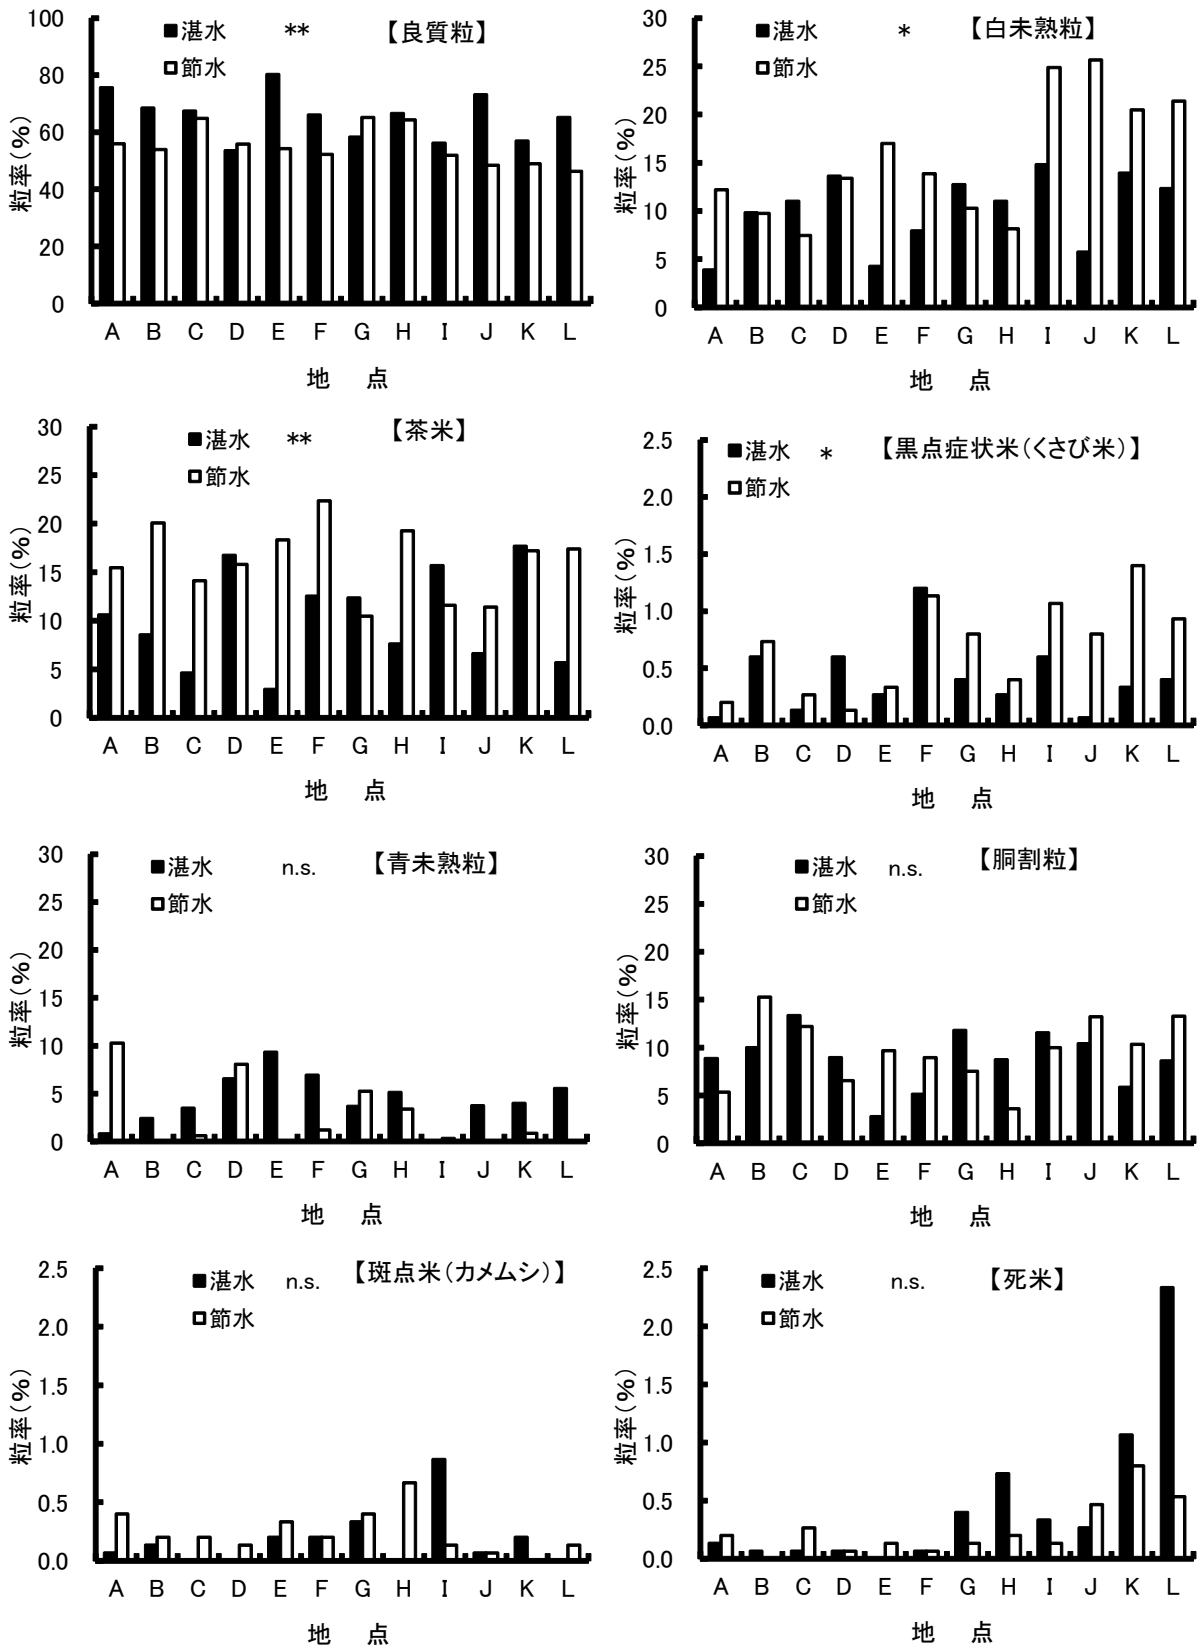 【良質粒】
湛水 **
節水
粒率(%)
100
80
60
40
20
0
A B C D E F G H I J K L
地 点
【白未熟粒】
湛水 *
節水
粒率(%)
30
25
20
15
10
5
0
A B C D E F G H I J K L
地 点
【茶米】
湛水 **
節水
粒率(%)
30
25
20
15
10
5
0
A B C D E F G H I J K L
地 点
【黒点症状米(くさび米)】
湛水 *
節水
粒率(%)
2.5
2.0
1.5
1.0
0.5
0.0
A B C D E F G H I J K L
地 点
【青未熟粒】
湛水 n.s.
節水
粒率(%)
30
25
20
15
10
5
0
A B C D E F G H I J K L
地 点
【胴割粒】
湛水 n.s.
節水
粒率(%)
30
25
20
15
10
5
0
A B C D E F G H I J K L
地 点
【斑点米(カメムシ)】
湛水 n.s.
節水
粒率(%)
2.5
2.0
1.5
1.0
0.5
0.0
A B C D E F G H I J K L
地 点
【死米】
湛水 n.s.
節水
粒率(%)
2.5
2.0
1.5
1.0
0.5
0.0
A B C D E F G H I J K L
地 点